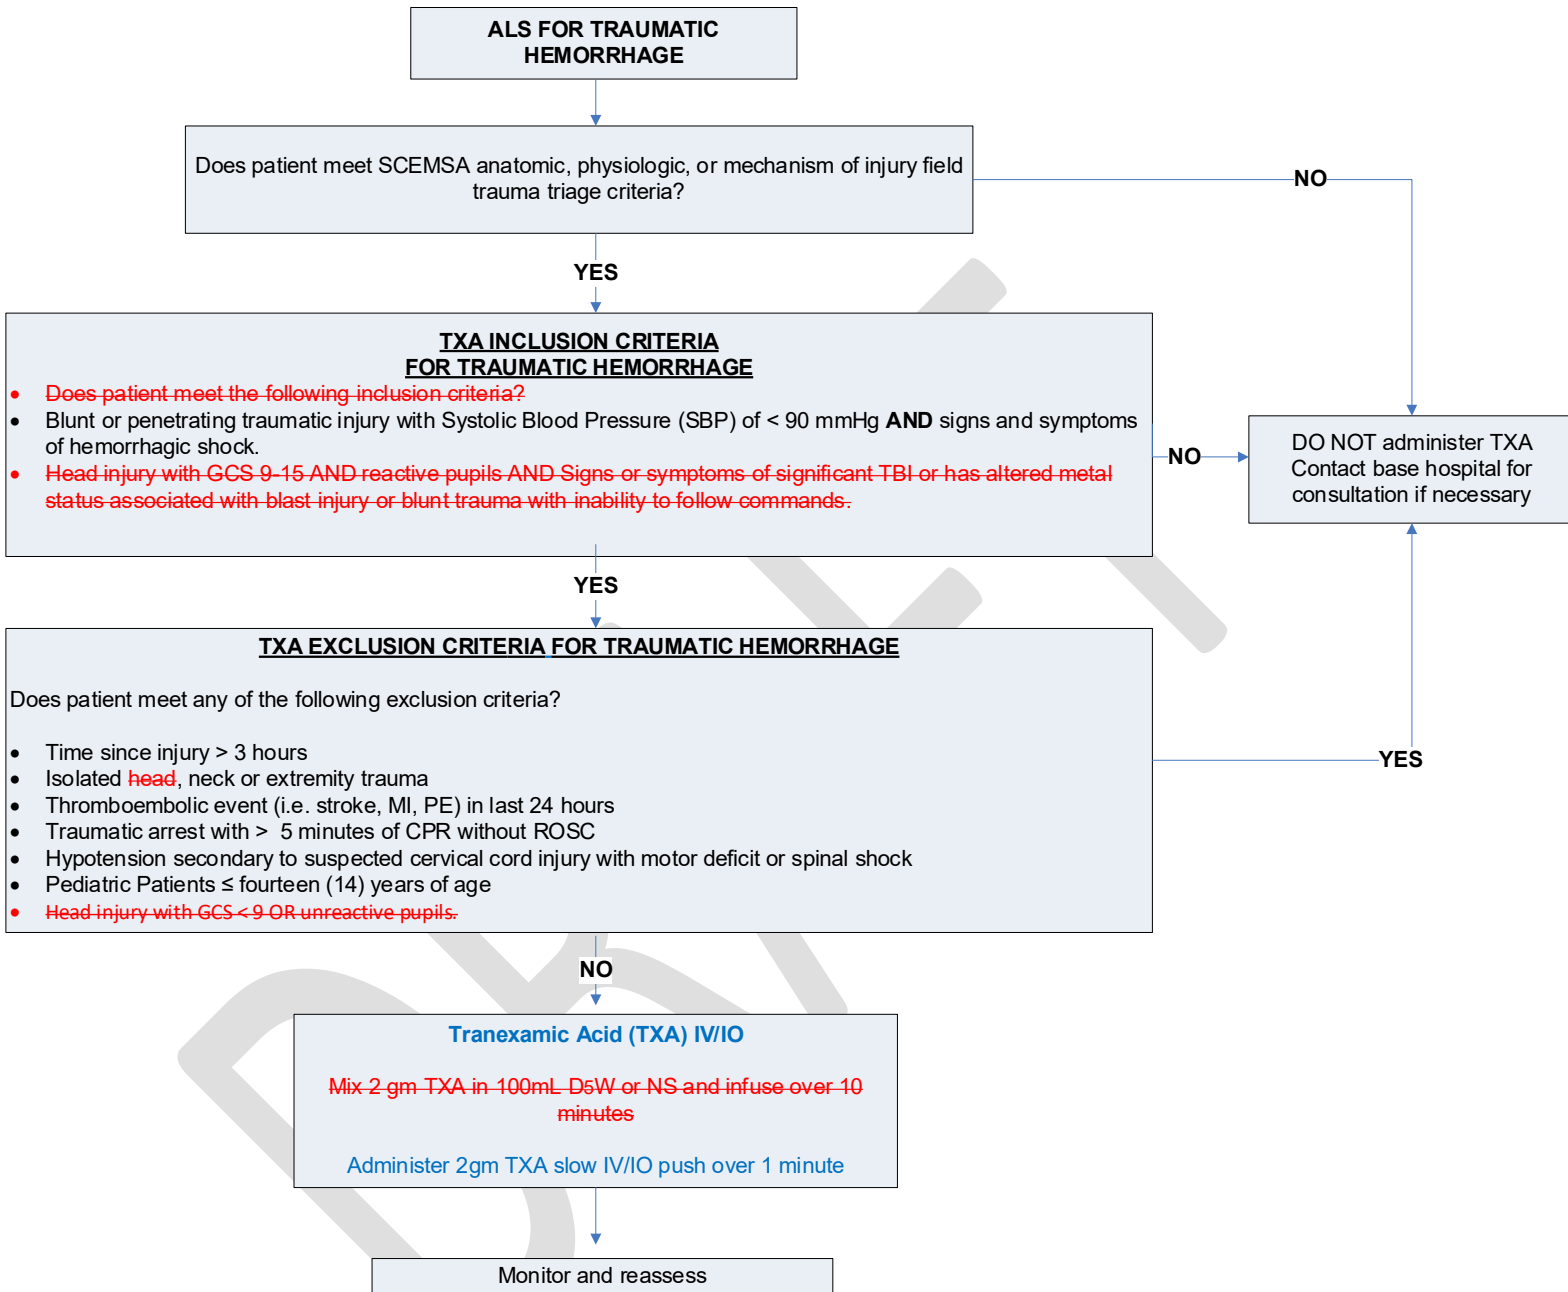 ALS FOR TRAUMATIC
HEMORRHAGE
Does patient meet SCEMSA anatomic, physiologic, or mechanism of injury field
trauma triage criteria?
NO
YES
TXA INCLUSION CRITERIA
FOR TRAUMATIC HEMORRHAGE
• Does patient meet the following inclusion criteria?
• Blunt or penetrating traumatic injury with Systolic Blood Pressure (SBP) of < 90 mmHg AND signs and symptoms
of hemorrhagic shock.
• Head injury with GCS 9-15 AND reactive pupils AND Signs or symptoms of significant TBI or has altered metal
status associated with blast injury or blunt trauma with inability to follow commands.
NO
DO NOT administer TXA
Contact base hospital for
consultation if necessary
YES
TXA EXCLUSION CRITERIA FOR TRAUMATIC HEMORRHAGE
Does patient meet any of the following exclusion criteria?
• Time since injury > 3 hours
• Isolated head, neck or extremity trauma
• Thromboembolic event (i.e. stroke, MI, PE) in last 24 hours
• Traumatic arrest with > 5 minutes of CPR without ROSC
• Hypotension secondary to suspected cervical cord injury with motor deficit or spinal shock
• Pediatric Patients ≤ fourteen (14) years of age
• Head injury with GCS < 9 OR unreactive pupils.
YES
NO
Tranexamic Acid (TXA) IV/IO
Mix 2 gm TXA in 100mL D5W or NS and infuse over 10
minutes
Administer 2gm TXA slow IV/IO push over 1 minute
Monitor and reassess
DRAFT